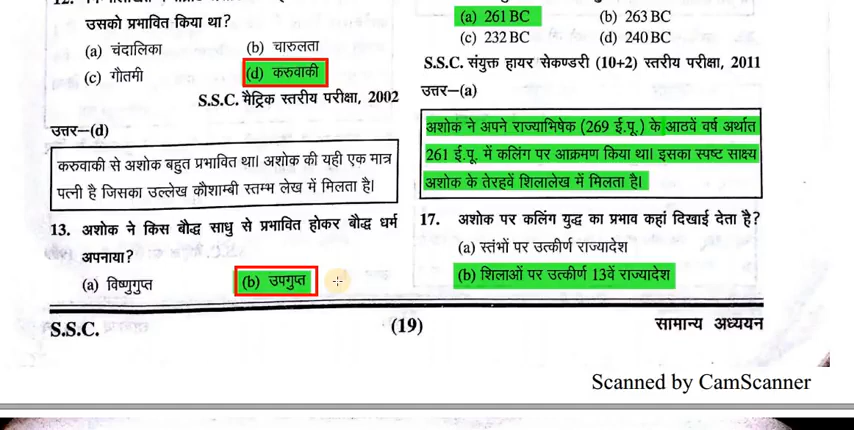 उसको प्रभावित किया था?
(a) चंदालिका (b) चारुलता
(c) गौतमी (d) करुवाकी
S.S.C. मैट्रिक स्तरीय परीक्षा, 2002
उत्तर—(d)
करुवाकी से अशोक बहुत प्रभावित था। अशोक की यही एक मात्र
पत्नी है जिसका उल्लेख कौशाम्बी स्तम्भ लेख में मिलता है।
13. अशोक ने किस बौद्ध साधु से प्रभावित होकर बौद्ध धर्म
अपनाया?
(a) विष्णुगुप्त (b) उपगुप्त
(a) 261 BC (b) 263 BC
(c) 232 BC (d) 240 BC
S.S.C. संयुक्त हायर सेकण्डरी (10+2) स्तरीय परीक्षा, 2011
उत्तर—(a)
अशोक ने अपने राज्याभिषेक (269 ई.पू.) के आठवें वर्ष अर्थात
261 ई.पू. में कलिंग पर आक्रमण किया था। इसका स्पष्ट साक्ष्य
अशोक के तेरहवें शिलालेख में मिलता है।
17. अशोक पर कलिंग युद्ध का प्रभाव कहां दिखाई देता है?
(a) स्तंभों पर उत्कीर्ण राज्यादेश
(b) शिलाओं पर उत्कीर्ण 13वें राज्यादेश
S.S.C. (19) सामान्य अध्ययन
Scanned by CamScanner